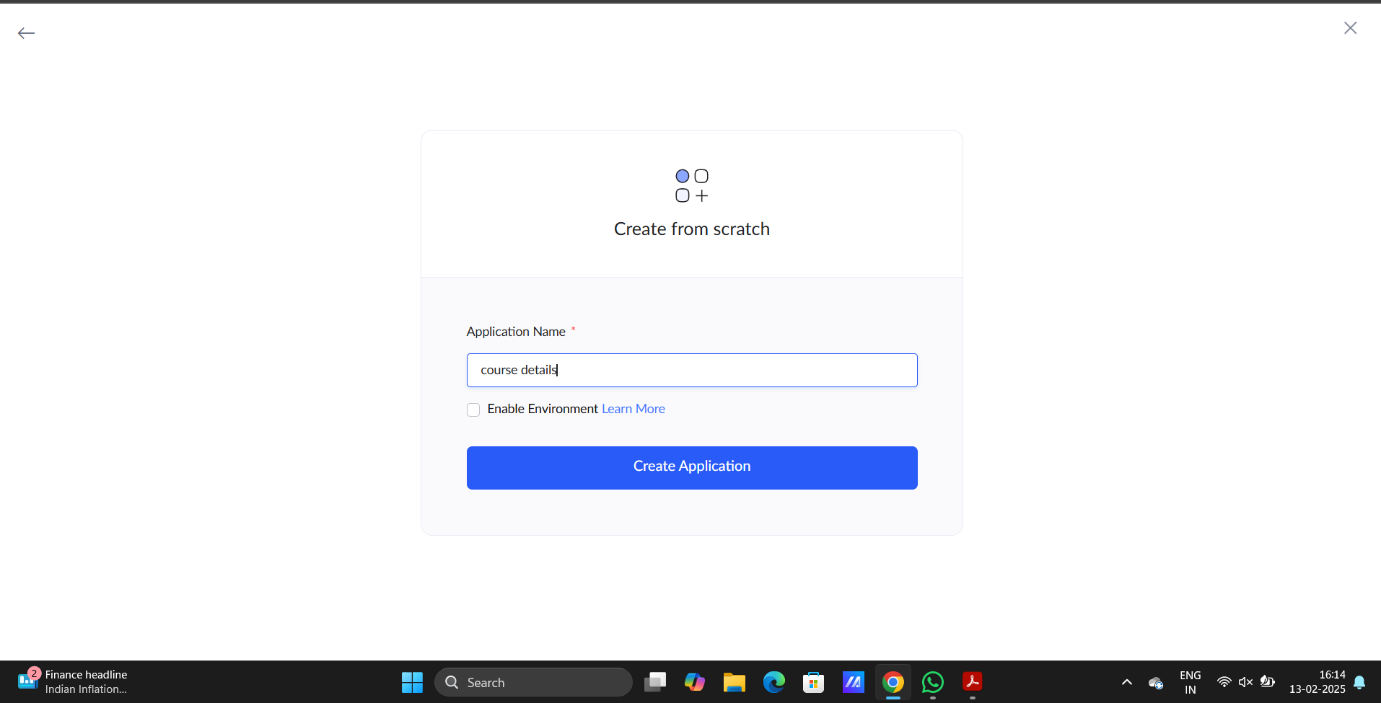 Create from scratch
Application Name *
course details
Enable Environment Learn More
Create Application
2
Finance headline
Indian Inflation...
Search
ENG
IN
16:14
13-02-2025